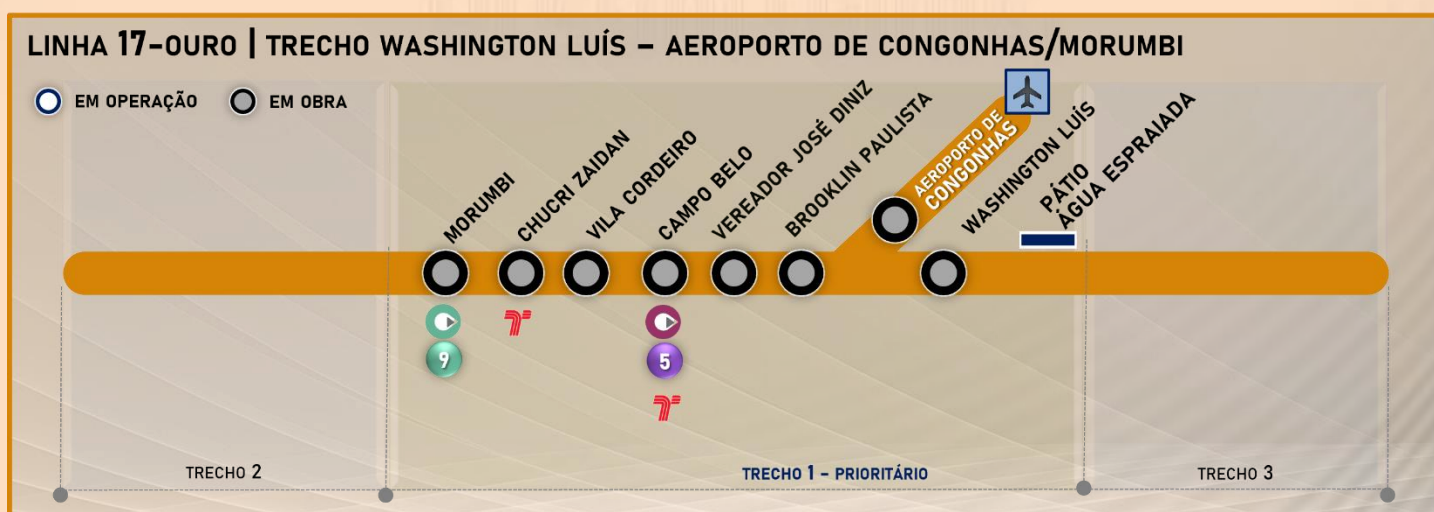 LINHA 17-OURO | TRECHO WASHINGTON LUÍS – AEROPORTO DE CONGONHAS/MORUMBI
EM OPERAÇÃO
EM OBRA
MORUMBI
CHUCRI ZAIDAN
VILA CORDEIRO
CAMPO BELO
VEREADOR JOSÉ DINIZ
BROOKLIN PAULISTA
AEROPORTO DE
CONGONHAS
WASHINGTON LUÍS
PÁTIO
ÁGUA ESPRAIADA
9
5
TRECHO 2
TRECHO 1 – PRIORITÁRIO
TRECHO 3